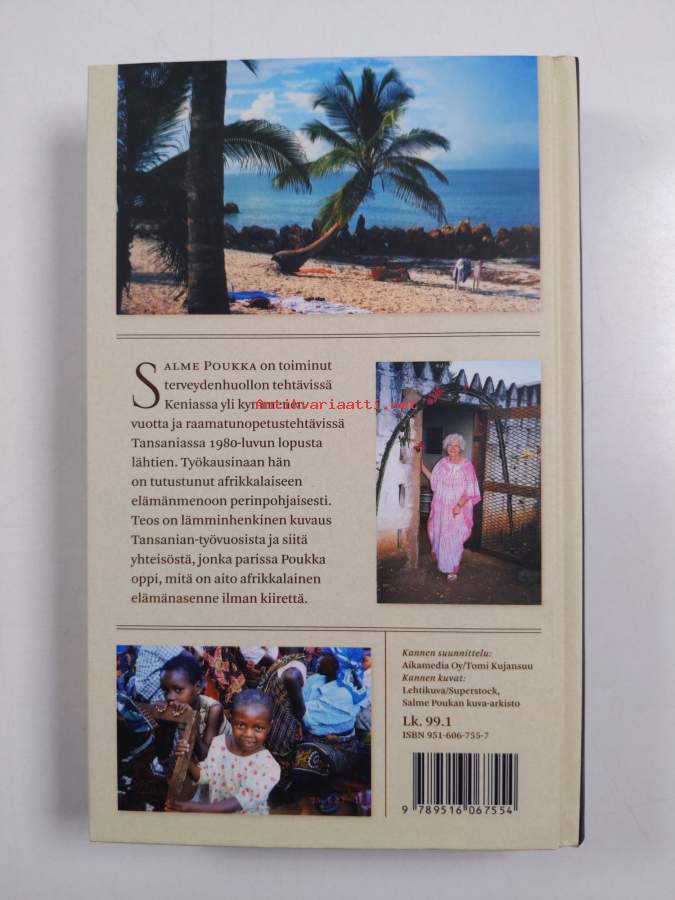 SALME POUKKA on toiminut
terveydenhuollon tehtävissä
Keniassa yli kymmenen
vuotta ja raamatunopetustehtävissä
Tansaniassa 1980-luvun lopusta
lähtien. Työkausinaan hän
on tutustunut afrikkalaiseen
elämänmenoon perinpohjaisesti.
Teos on lämminhenkinen kuvaus
Tansanian-työvuosista ja siitä
yhteisöstä, jonka parissa Poukka
oppi, mitä on aito afrikkalainen
elämänasenne ilman kiirettä.
Antikvariaatti.net
Kannen suunnittelu:
Aikamedia Oy/Tomi Kujansuu
Kannen kuvat:
Lehtikuva/Superstock,
Salme Poukan kuva-arkisto
Lk. 99.1
ISBN 951-606-755-7
9 789516 067554